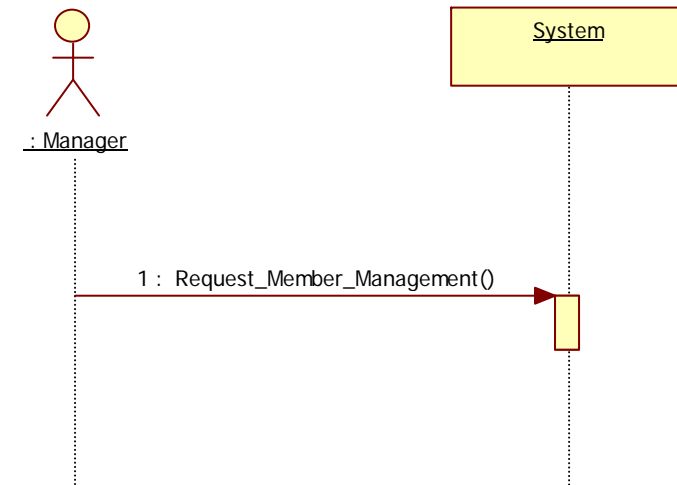 System
: Manager
1 : Request_Member_Management()